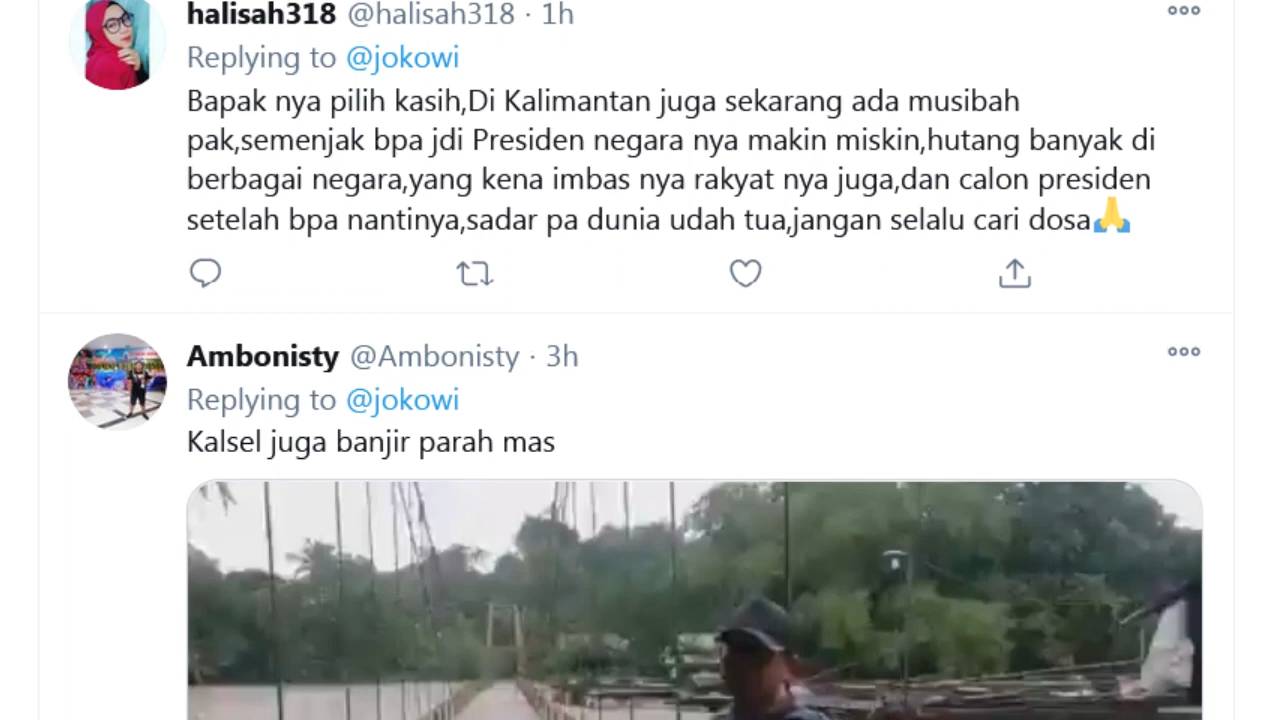 halisah318 @halisah318 · 1h
Replying to @jokowi
Bapak nya pilih kasih,Di Kalimantan juga sekarang ada musibah
pak,semenjak bpa jdi Presiden negara nya makin miskin,hutang banyak di
berbagai negara,yang kena imbas nya rakyat nya juga,dan calon presiden
setelah bpa nantinya,sadar pa dunia udah tua,jangan selalu cari dosa🙏
Ambonisty @Ambonisty · 3h
Replying to @jokowi
Kalsel juga banjir parah mas